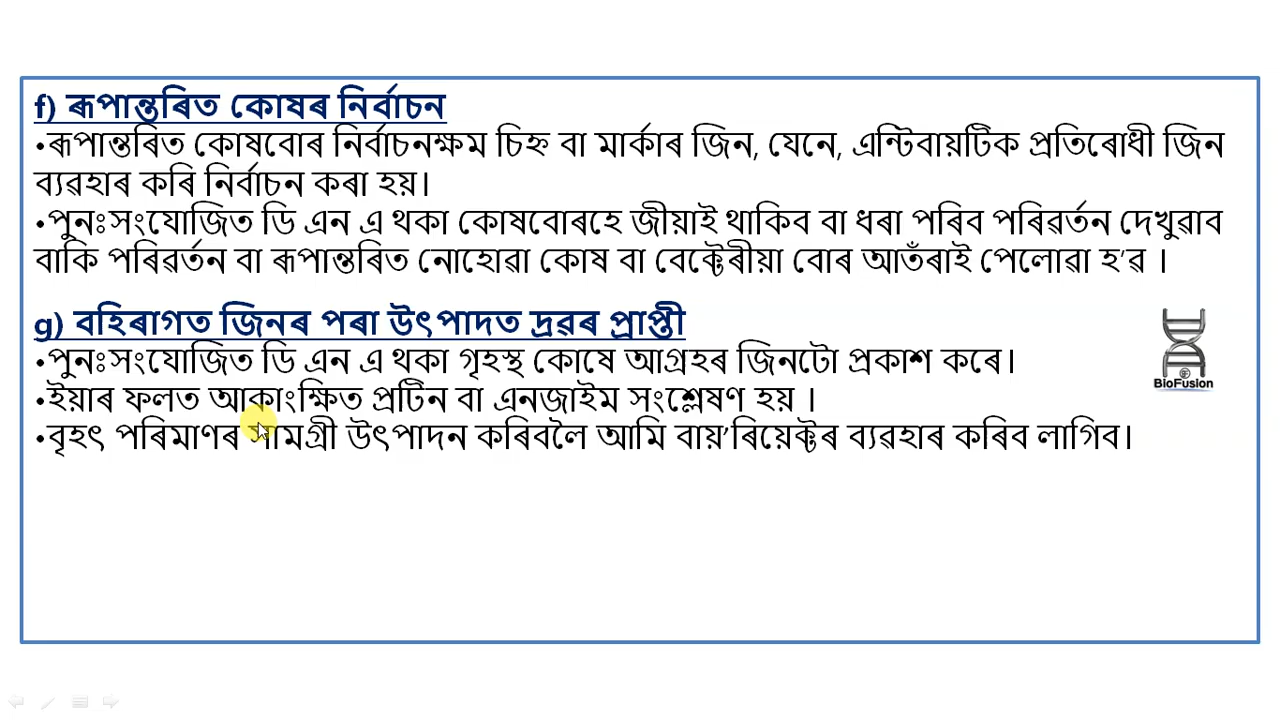 f) ৰূপান্তৰিত কোষৰ নিৰ্বাচন
•ৰূপান্তৰিত কোষবোৰ নিৰ্বাচনক্ষম চিহ্ন বা মাৰ্কাৰ জিন, যেনে, এন্টিবায়টিক প্ৰতিৰোধী জিন
ব্যৱহাৰ কৰি নিৰ্বাচন কৰা হয়।
•পুনঃসংযোজিত ডি এন এ থকা কোষবোৰহে জীয়াই থাকিব বা ধৰা পৰিব পৰিৱৰ্তন দেখুৱাব
বাকি পৰিৱৰ্তন বা ৰূপান্তৰিত নোহোৱা কোষ বা বেক্টেৰীয়া বোৰ আতঁৰাই পেলোৱা হ'ৱ ।
g) বহিৰাগত জিনৰ পৰা উৎপাদত দ্ৰৱৰ প্ৰাপ্তী
•পুনঃসংযোজিত ডি এন এ থকা গৃহস্থ কোষে আগ্ৰহৰ জিনটো প্ৰকাশ কৰে।
•ইয়াৰ ফলত আকাংক্ষিত প্ৰটিন বা এনজাইম সংশ্লেষণ হয় ।
•বৃহৎ পৰিমাণৰ সামগ্ৰী উৎপাদন কৰিবলৈ আমি বায়'ৰিয়েক্টৰ ব্যৱহাৰ কৰিব লাগিব।
BioFusion